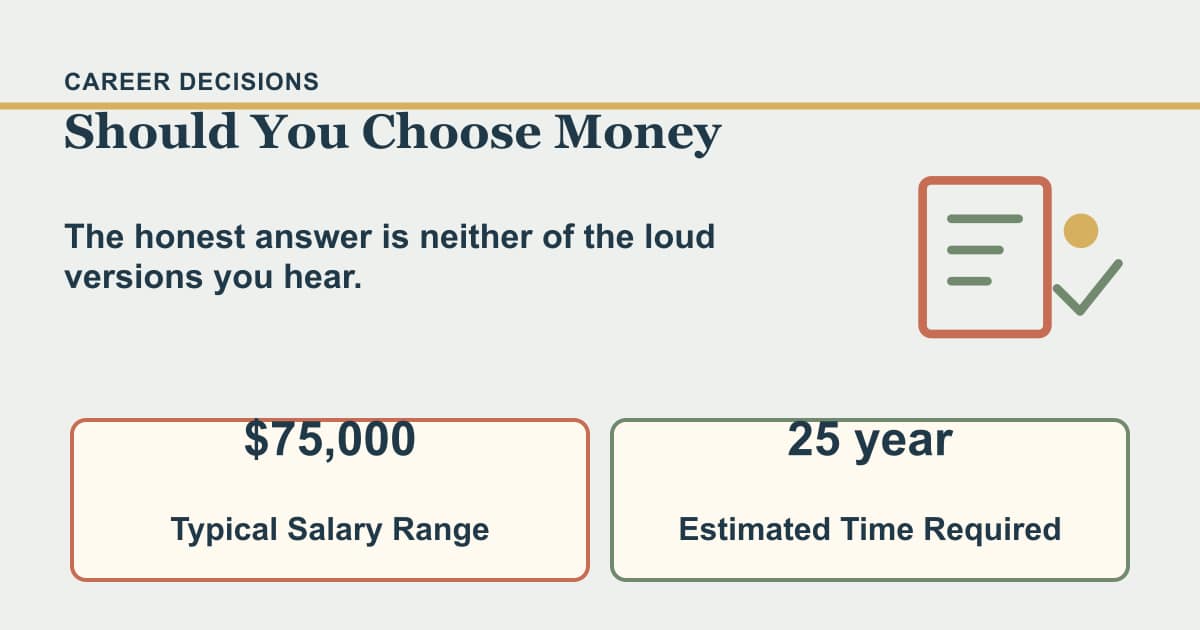 CAREER DECISIONS
Should You Choose Money
The honest answer is neither of the loud
versions you hear.
$75,000
Typical Salary Range
25 year
Estimated Time Required